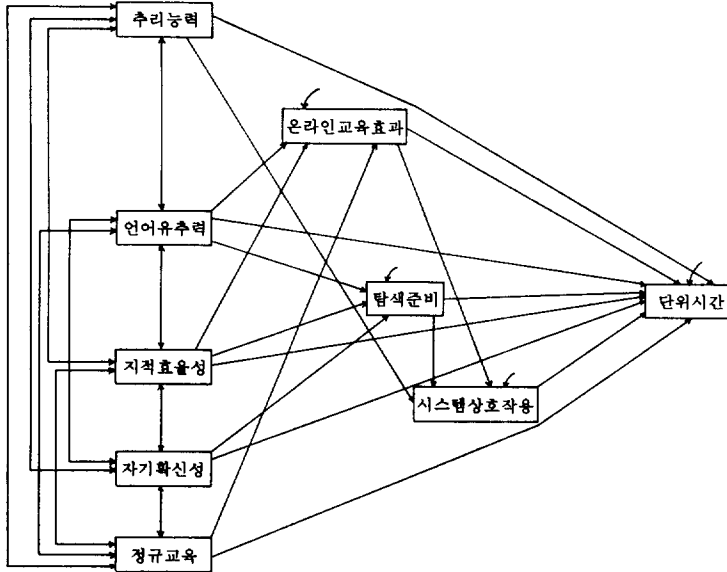 추리능력
온라인교육효과
언어유추력
탐색준비
단위시간
지적효율성
시스템상호작용
자기확신성
정규교육